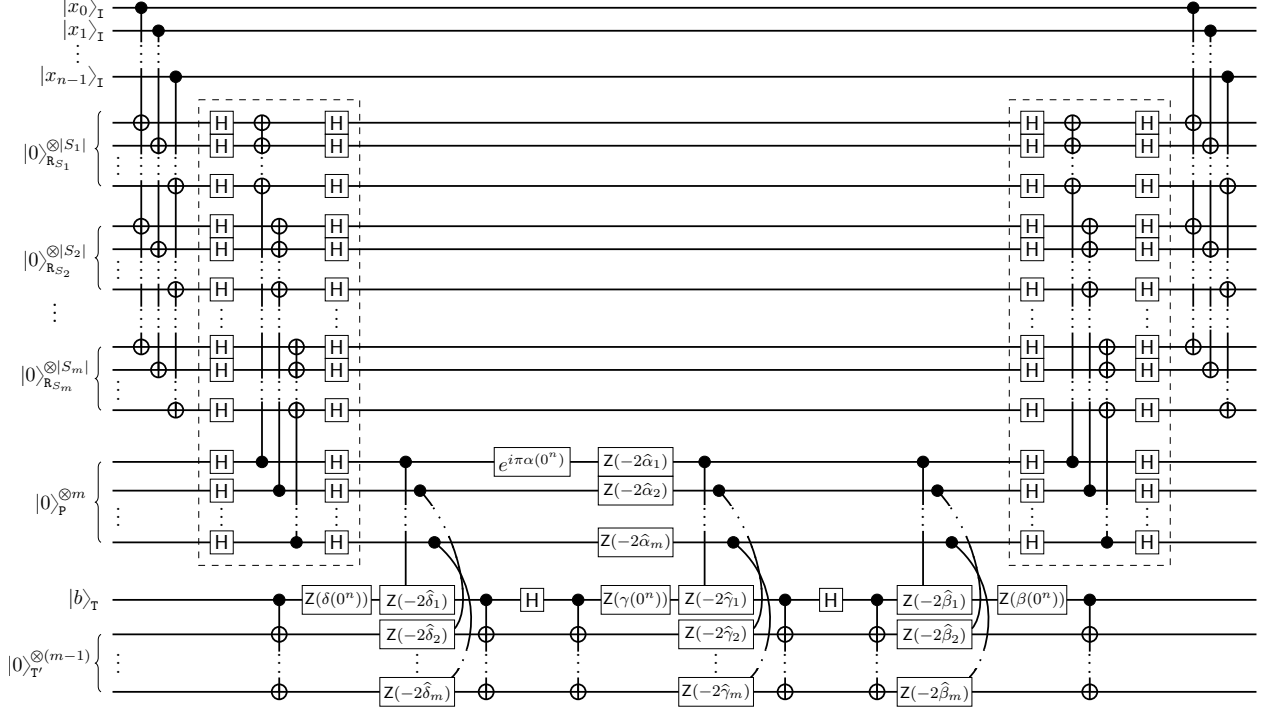 |x_0⟩_I
|x_1⟩_I
⋮
|x_{n−1}⟩_I
|0⟩^{⊗|S_1|}_{R_{S_1}}
H H H H
H H H H
H H H H
|0⟩^{⊗|S_2|}_{R_{S_2}}
H H H H
H H H H
H H H H
⋮
|0⟩^{⊗|S_m|}_{R_{S_m}}
H H H H
H H H H
H H H H
|0⟩^{⊗m}_P
H H e^{iπα(0^n)} Z(−2α̂_1) H H
H H Z(−2α̂_2) H H
H H Z(−2α̂_m) H H
|b⟩_T Z(δ(0^n)) Z(−2δ̂_1) H Z(γ(0^n)) Z(−2γ̂_1) H Z(−2β̂_1) Z(β(0^n))
|0⟩^{⊗(m−1)}_{T′}
Z(−2δ̂_2) Z(−2γ̂_2) Z(−2β̂_2)
Z(−2δ̂_m) Z(−2γ̂_m) Z(−2β̂_m)